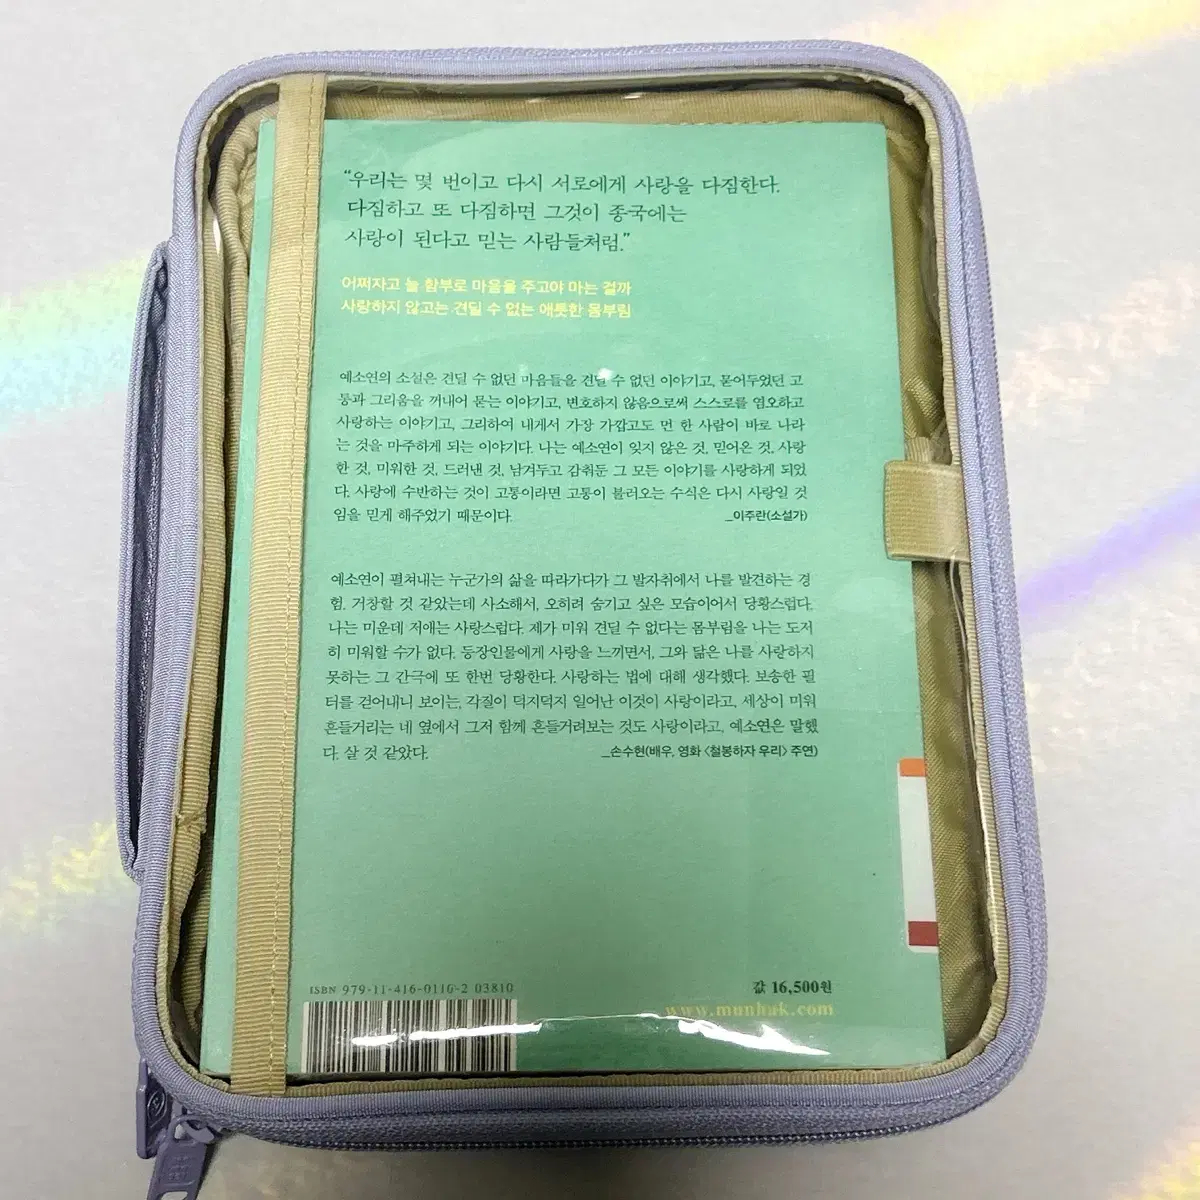 “우리는 몇 번이고 다시 서로에게 사랑을 다짐한다.
다짐하고 또 다짐하면 그것이 종국에는
사랑이 된다고 믿는 사람들처럼.”
어쩌자고 늘 함부로 마음을 주고야 마는 걸까
사랑하지 않고는 견딜 수 없는 애틋한 몸부림
예소연의 소설은 견딜 수 없던 마음들을 견딜 수 없던 이야기고, 묻어두었던 고
통과 그리움을 꺼내어 묻는 이야기고, 변호하지 않음으로써 스스로를 염오하고
사랑하는 이야기고, 그리하여 내게서 가장 가깝고도 먼 한 사람이 바로 나라
는 것을 마주하게 되는 이야기다. 나는 예소연이 잊지 않은 것, 믿어온 것, 사랑
한 것, 미워한 것, 드러낸 것, 남겨두고 감춰둔 그 모든 이야기를 사랑하게 되었
다. 사랑에 수반하는 것이 고통이라면 고통이 불러오는 수식은 다시 사랑일 것
임을 믿게 해주었기 때문이다. _이주란(소설가)
예소연이 펼쳐내는 누군가의 삶을 따라가다가 그 발자취에서 나를 발견하는 경
험. 거창할 것 같았는데 사소해서, 오히려 숨기고 싶은 모습이어서 당황스럽다.
나는 미운데 저애는 사랑스럽다. 제가 미워 견딜 수 없다는 몸부림을 나는 도저
히 미워할 수가 없다. 등장인물에게 사랑을 느끼면서, 그와 닮은 나를 사랑하지
못하는 그 간극에 또 한번 당황한다. 사랑하는 법에 대해 생각했다. 보송한 필
터를 걷어내니 보이는, 각질이 덕지덕지 일어난 이것이 사랑이라고, 세상이 미워
흔들거리는 네 옆에서 그저 함께 흔들거려보는 것도 사랑이라고, 예소연은 말했
다. 살 것 같았다. _손수현(배우, 영화 <철봉하자 우리> 주연)
ISBN 979-11-416-0110-2 03810
값 16,500원
www.munhak.com